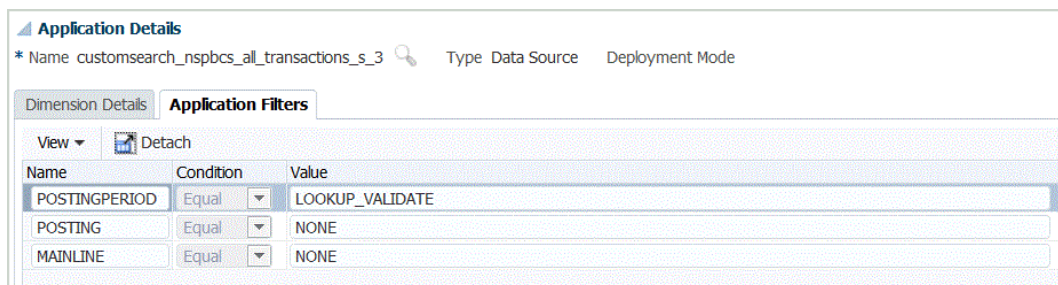 Application Details
* Name customsearch_nspbcs_all_transactions_s_3 Type Data Source Deployment Mode
Dimension Details Application Filters
View Detach
Name Condition Value
POSTINGPERIOD Equal LOOKUP_VALIDATE
POSTING Equal NONE
MAINLINE Equal NONE